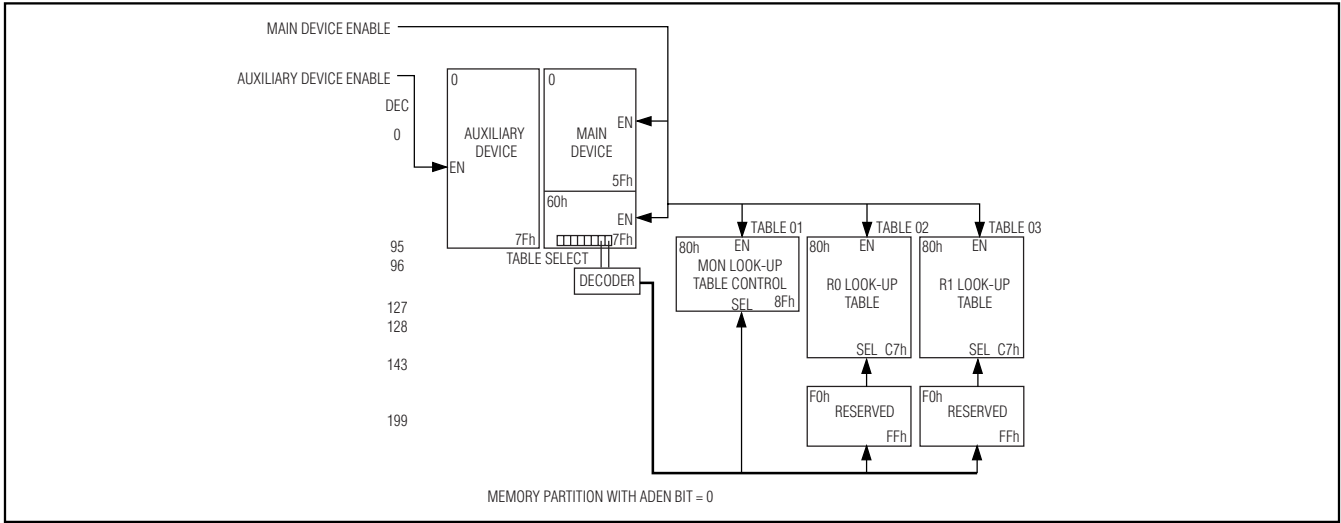 MAIN DEVICE ENABLE
AUXILIARY DEVICE ENABLE
DEC
0
95
96
127
128
143
199
0
AUXILIARY
DEVICE
EN
7Fh
0
MAIN
DEVICE
EN
5Fh
60h
EN
7Fh
TABLE SELECT
DECODER
TABLE 01
80h
EN
MON LOOK-UP
TABLE CONTROL
SEL
8Fh
TABLE 02
80h
EN
R0 LOOK-UP
TABLE
SEL C7h
F0h
RESERVED
FFh
TABLE 03
80h
EN
R1 LOOK-UP
TABLE
SEL C7h
F0h
RESERVED
FFh
MEMORY PARTITION WITH ADEN BIT = 0